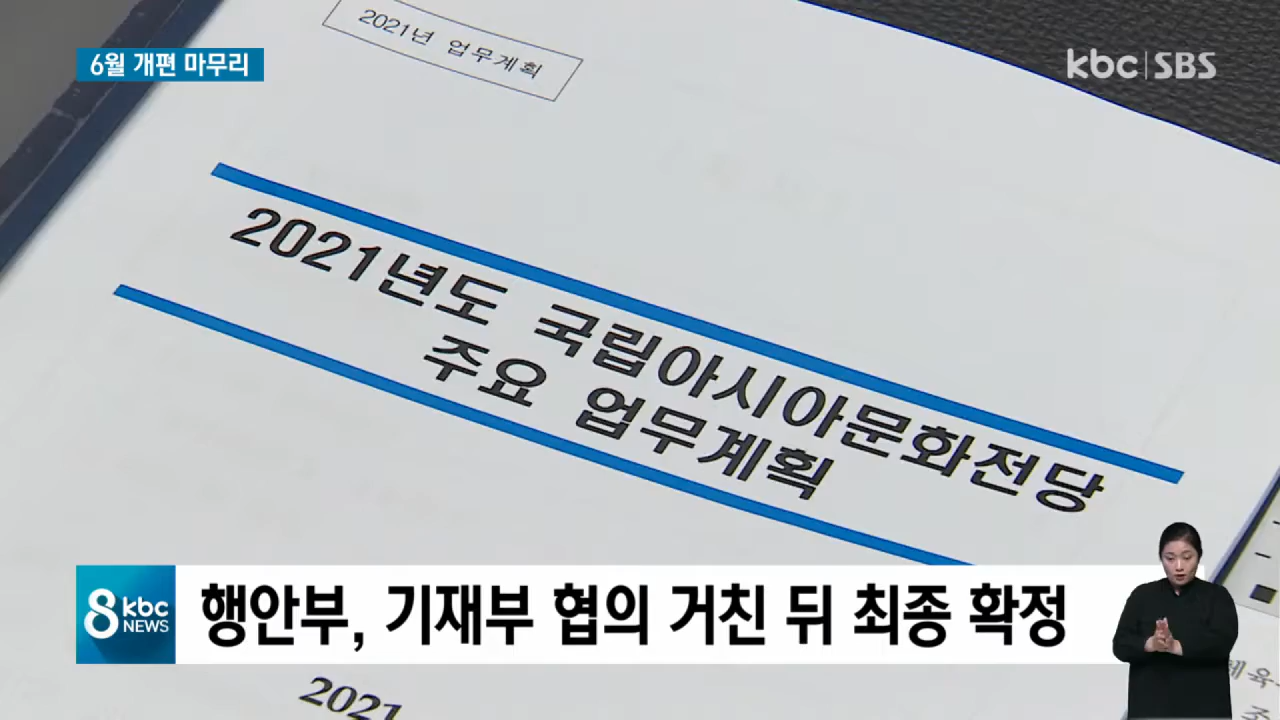 6월 개편 마무리
kbc SBS
2021년 업무계획
2021년도 국립아시아문화전당
주요 업무계획
8 kbc NEWS
행안부, 기재부 협의 거친 뒤 최종 확정
2021
체육
조